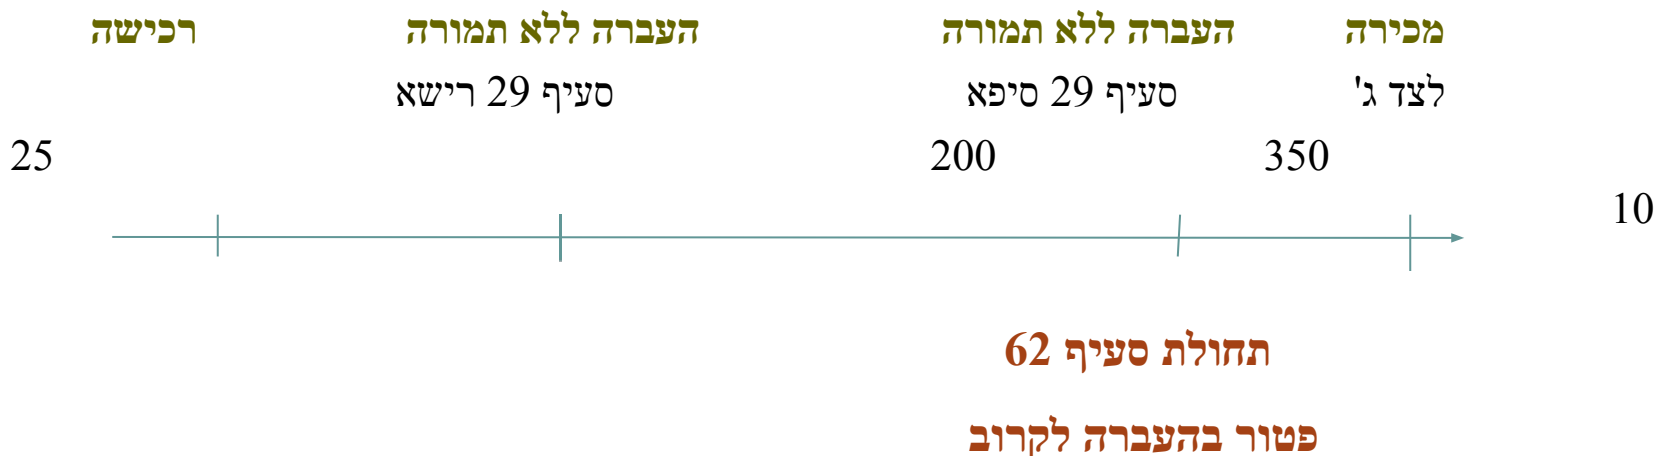 רכישה העברה ללא תמורה העברה ללא תמורה מכירה
סעיף 29 רישא סעיף 29 סיפא לצד ג'
25 200 350
10
תחולת סעיף 62
פטור בהעברה לקרוב